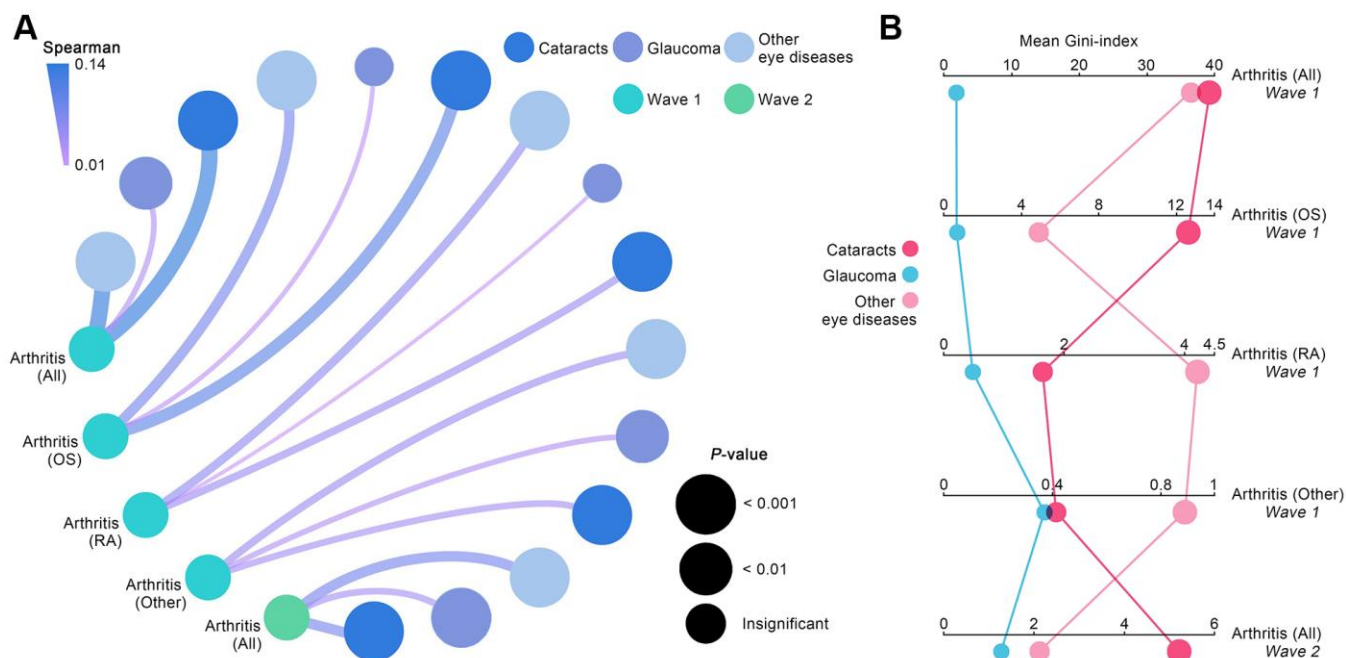 A
Spearman
0.14
0.01
Cataracts
Glaucoma
Other
eye diseases
Wave 1
Wave 2
Arthritis
(All)
Arthritis
(OS)
Arthritis
(RA)
Arthritis
(Other)
Arthritis
(All)
P-value
< 0.001
< 0.01
Insignificant
B
Mean Gini-index
0 10 20 30 40
Arthritis (All)
Wave 1
0 4 8 12 14
Arthritis (OS)
Wave 1
Cataracts
Glaucoma
Other
eye diseases
0 2 4 4.5
Arthritis (RA)
Wave 1
0 0.4 0.8 1
Arthritis (Other)
Wave 1
0 2 4 6
Arthritis (All)
Wave 2